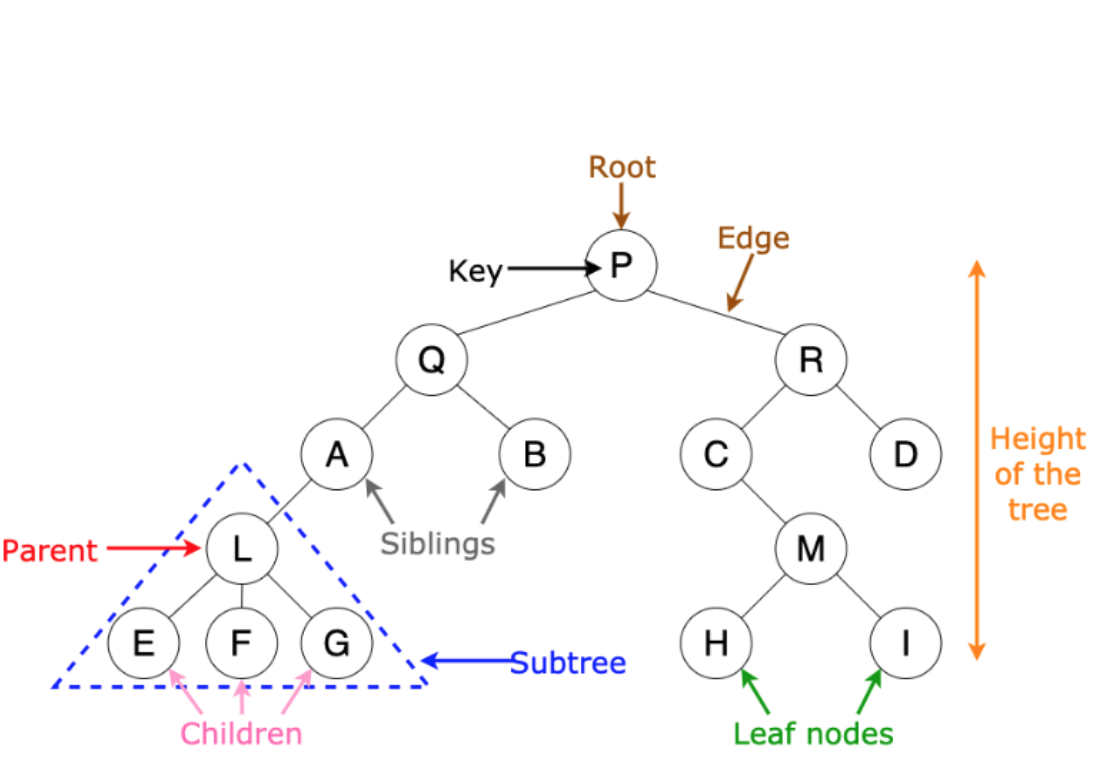 Root
Edge
Key
P
Q
R
A
B
C
D
Height
of the
tree
Siblings
Parent
L
M
E
F
G
H
I
Subtree
Children
Leaf nodes